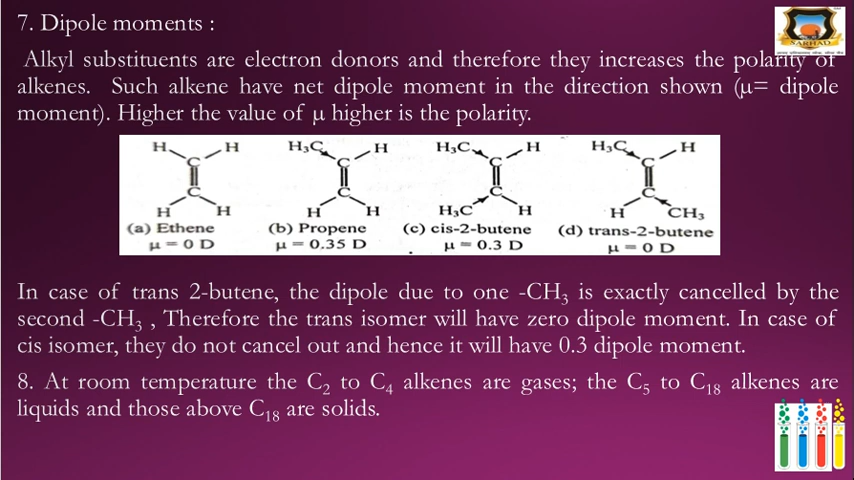 7. Dipole moments :
Alkyl substituents are electron donors and therefore they increases the polarity of
alkenes. Such alkene have net dipole moment in the direction shown (μ= dipole
moment). Higher the value of μ higher is the polarity.
H H H₃C H H₃C H H₃C H
C C C C
C C C C
H H H H H₃C H H CH₃
(a) Ethene (b) Propene (c) cis-2-butene (d) trans-2-butene
μ = 0 D μ = 0.35 D μ = 0.3 D μ = 0 D
In case of trans 2-butene, the dipole due to one -CH₃ is exactly cancelled by the
second -CH₃ , Therefore the trans isomer will have zero dipole moment. In case of
cis isomer, they do not cancel out and hence it will have 0.3 dipole moment.
8. At room temperature the C₂ to C₄ alkenes are gases; the C₅ to C₁₈ alkenes are
liquids and those above C₁₈ are solids.
SARHAD